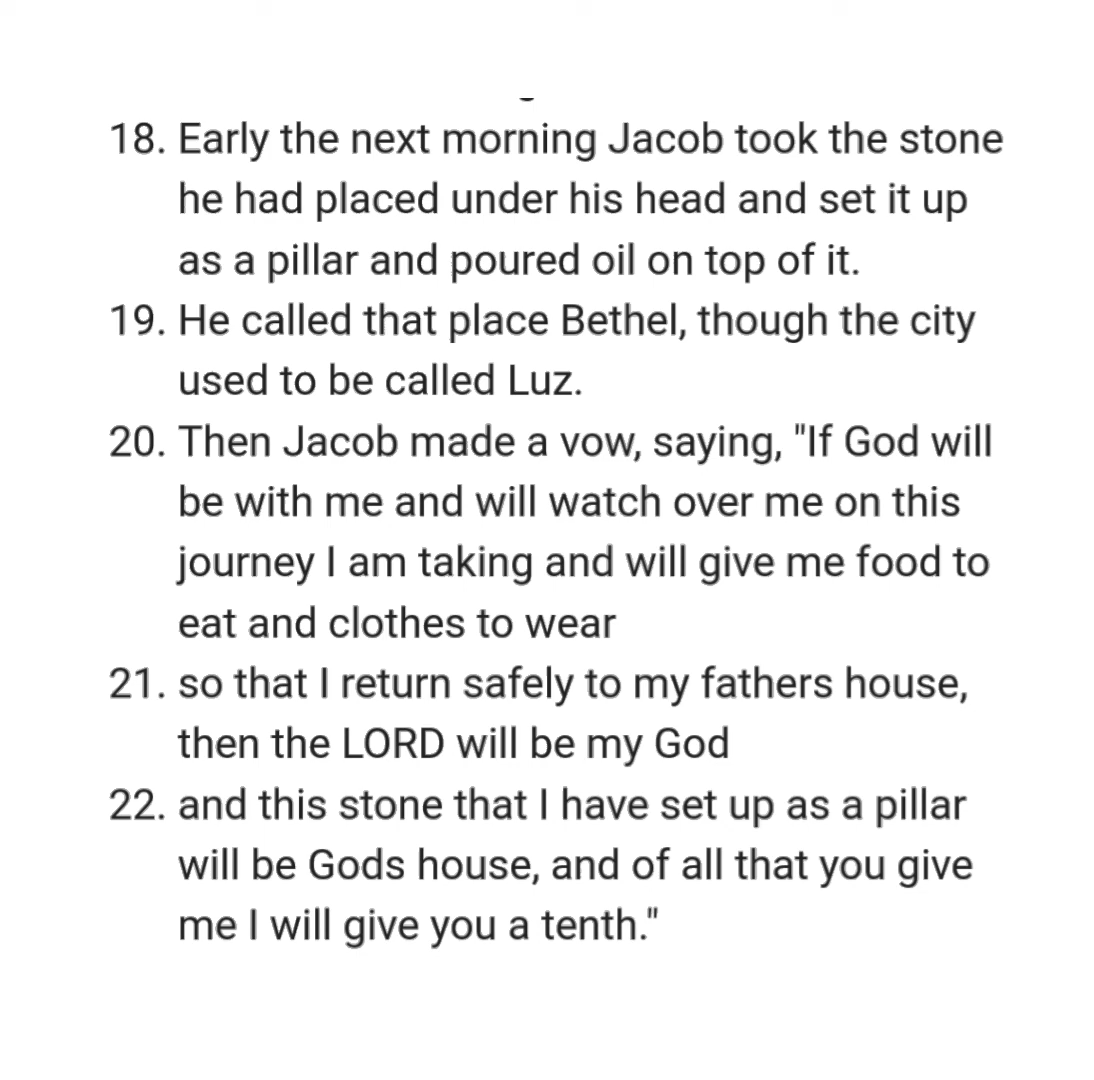 18. Early the next morning Jacob took the stone
he had placed under his head and set it up
as a pillar and poured oil on top of it.
19. He called that place Bethel, though the city
used to be called Luz.
20. Then Jacob made a vow, saying, "If God will
be with me and will watch over me on this
journey I am taking and will give me food to
eat and clothes to wear
21. so that I return safely to my fathers house,
then the LORD will be my God
22. and this stone that I have set up as a pillar
will be Gods house, and of all that you give
me I will give you a tenth."